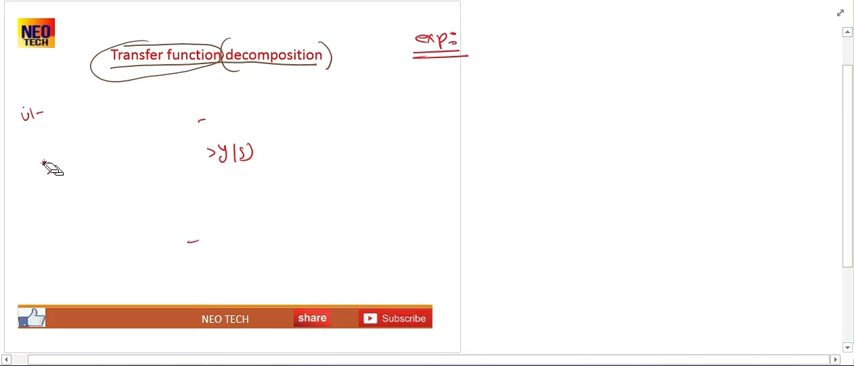 NEO
TECH
Transfer function (decomposition)
exp:
>y(s)
NEO TECH
share
Subscribe